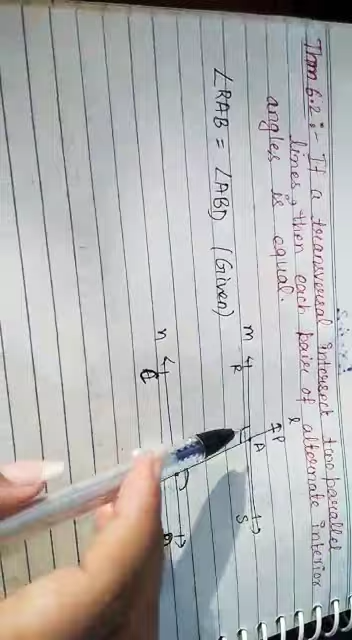 Thm 6.2 :- If a transversal intersect two parallel
lines, then each pair of alternate interior
angles is equal.
∠RAB = ∠ABD (Given)
l
P
A
m R S
n C D